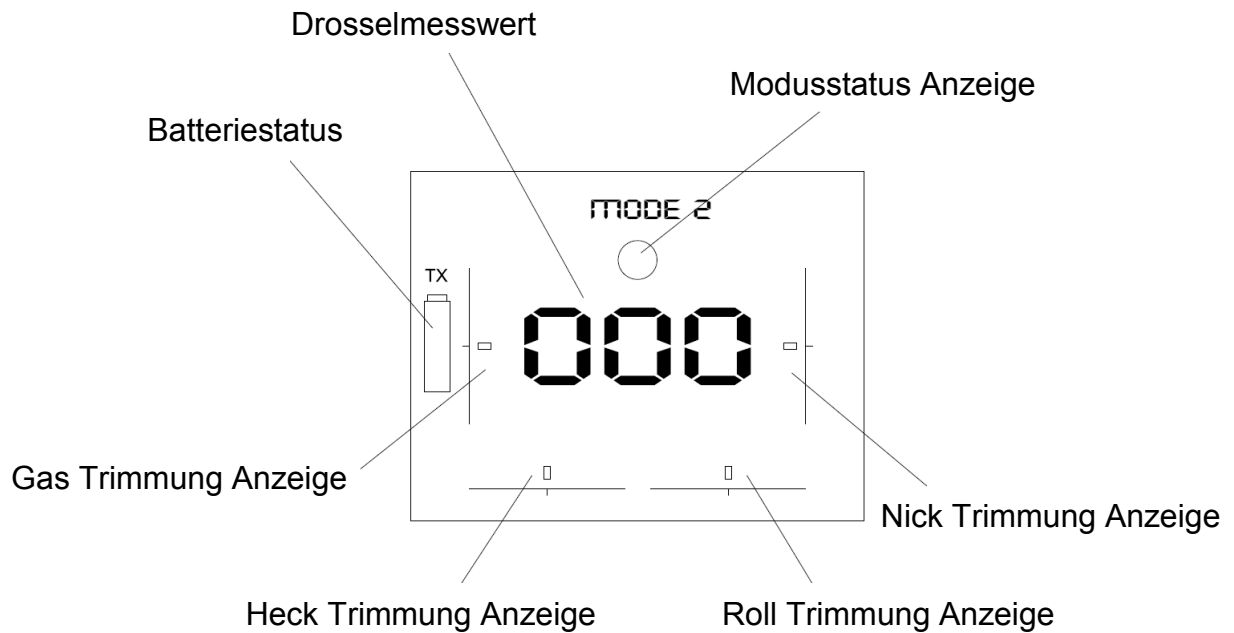 Drosselmesswert
Modusstatus Anzeige
Batteriestatus
MODE 2
TX
000
Gas Trimmung Anzeige
Nick Trimmung Anzeige
Heck Trimmung Anzeige
Roll Trimmung Anzeige